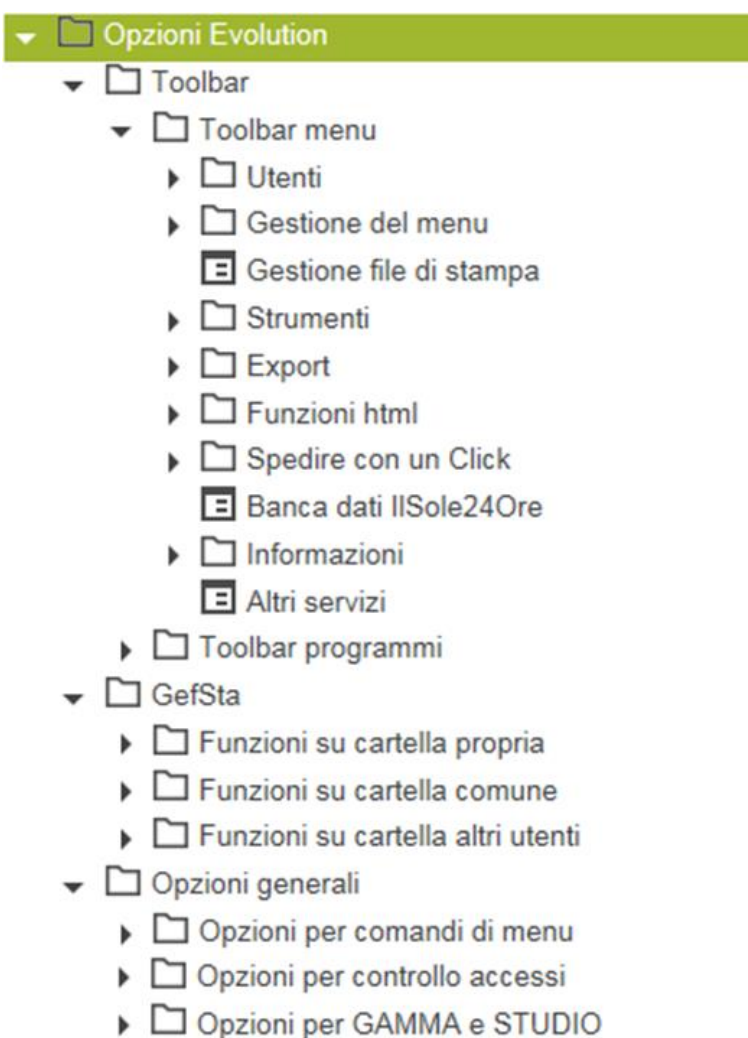 Opzioni Evolution
Toolbar
Toolbar menu
Utenti
Gestione del menu
Gestione file di stampa
Strumenti
Export
Funzioni html
Spedire con un Click
Banca dati IlSole24Ore
Informazioni
Altri servizi
Toolbar programmi
GefSta
Funzioni su cartella propria
Funzioni su cartella comune
Funzioni su cartella altri utenti
Opzioni generali
Opzioni per comandi di menu
Opzioni per controllo accessi
Opzioni per GAMMA e STUDIO